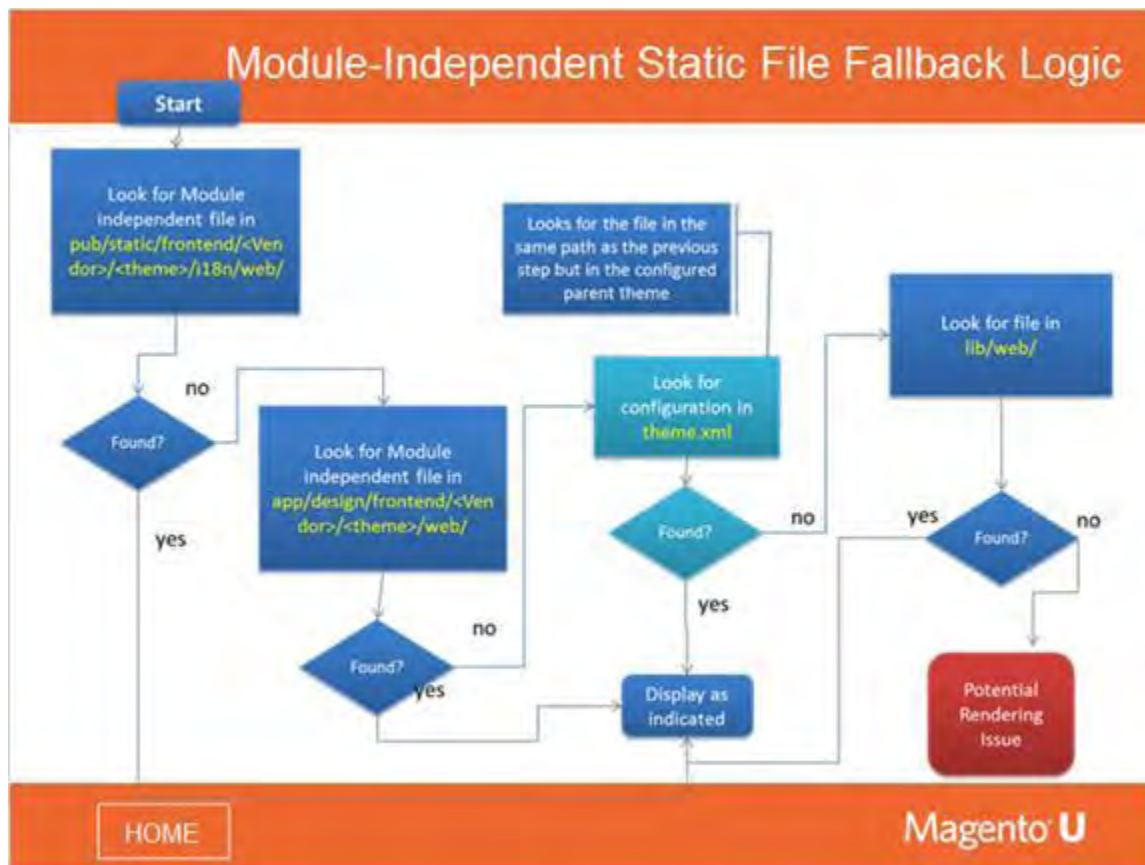 Module-Independent Static File Fallback Logic
Start
Look for Module
independent file in
pub/static/frontend/<Ven
dor>/<theme>/i18n/web/
Found?
no
yes
Look for Module
independent file in
app/design/frontend/<Ven
dor>/<theme>/web/
Found?
no
yes
Looks for the file in the
same path as the previous
step but in the configured
parent theme
Look for
configuration in
theme.xml
Found?
no
yes
Display as
indicated
Look for file in
lib/web/
Found?
yes
no
Potential
Rendering
Issue
HOME
Magento U